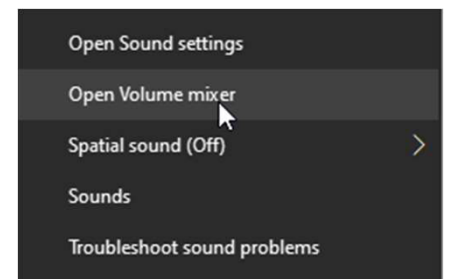 Open Sound settings
Open Volume mixer
Spatial sound (Off)
Sounds
Troubleshoot sound problems